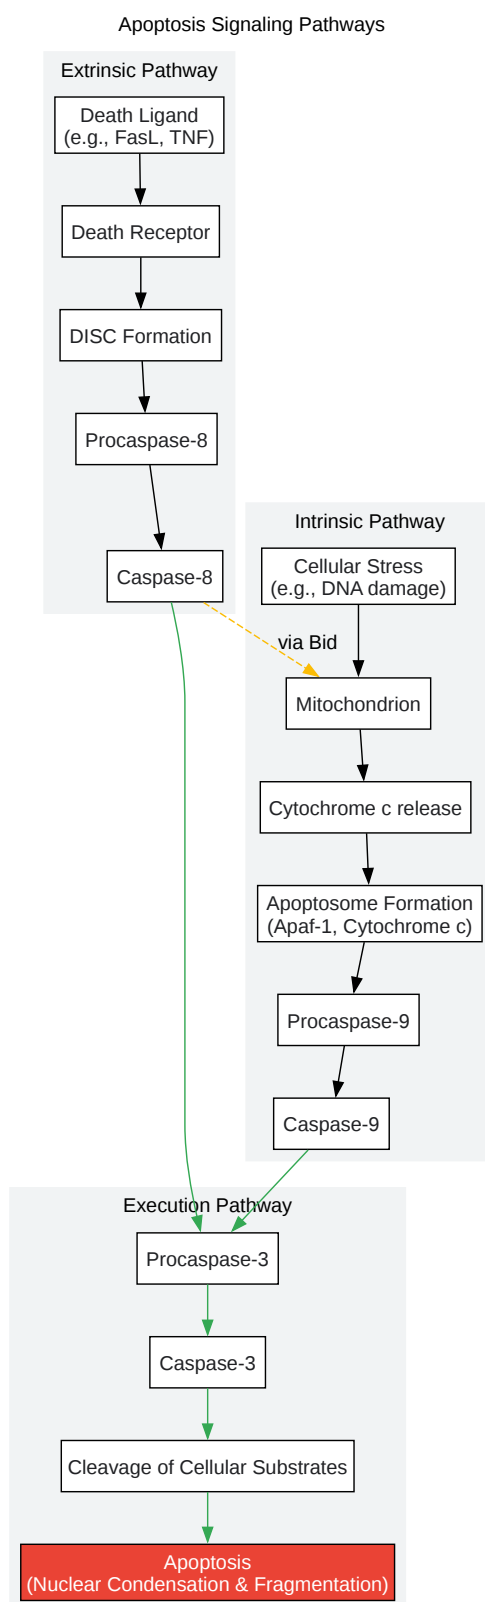 Apoptosis Signaling Pathways
Extrinsic Pathway
Death Ligand
(e.g., FasL, TNF)
Death Receptor
DISC Formation
Procaspase-8
Caspase-8
Intrinsic Pathway
Cellular Stress
(e.g., DNA damage)
via Bid
Mitochondrion
Cytochrome c release
Apoptosome Formation
(Apaf-1, Cytochrome c)
Procaspase-9
Caspase-9
Execution Pathway
Procaspase-3
Caspase-3
Cleavage of Cellular Substrates
Apoptosis
(Nuclear Condensation & Fragmentation)